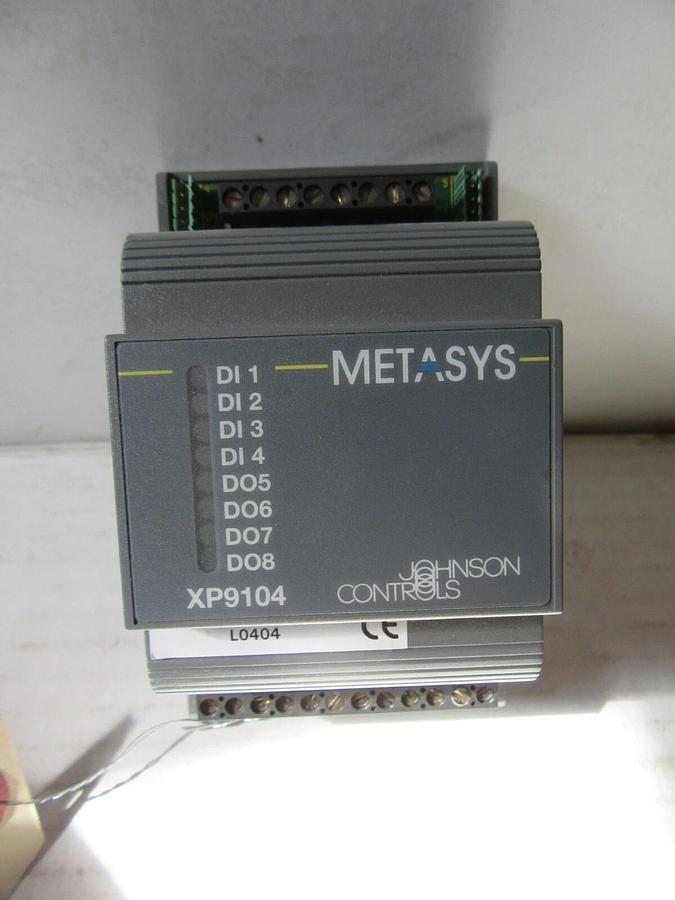 METASYS
DI 1
DI 2
DI 3
DI 4
DO5
DO6
DO7
DO8
XP9104
JOHNSON
CONTROLS
L0404
CE